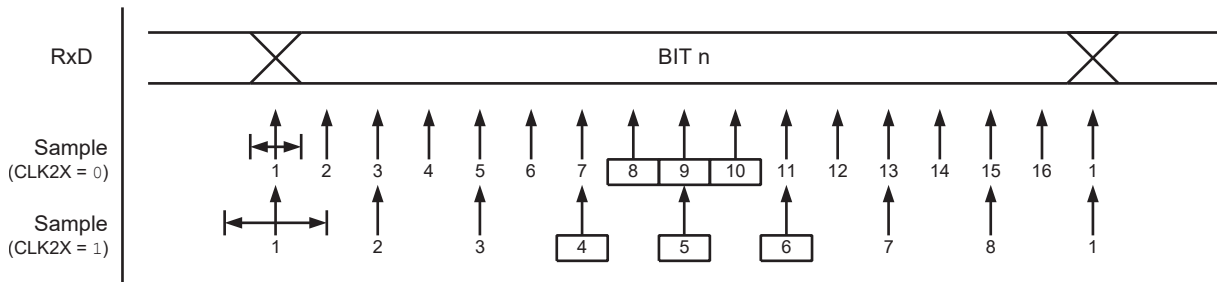 RxD
BIT n
Sample
(CLK2X = 0)
1 2 3 4 5 6 7 8 9 10 11 12 13 14 15 16 1
Sample
(CLK2X = 1)
1 2 3 4 5 6 7 8 1